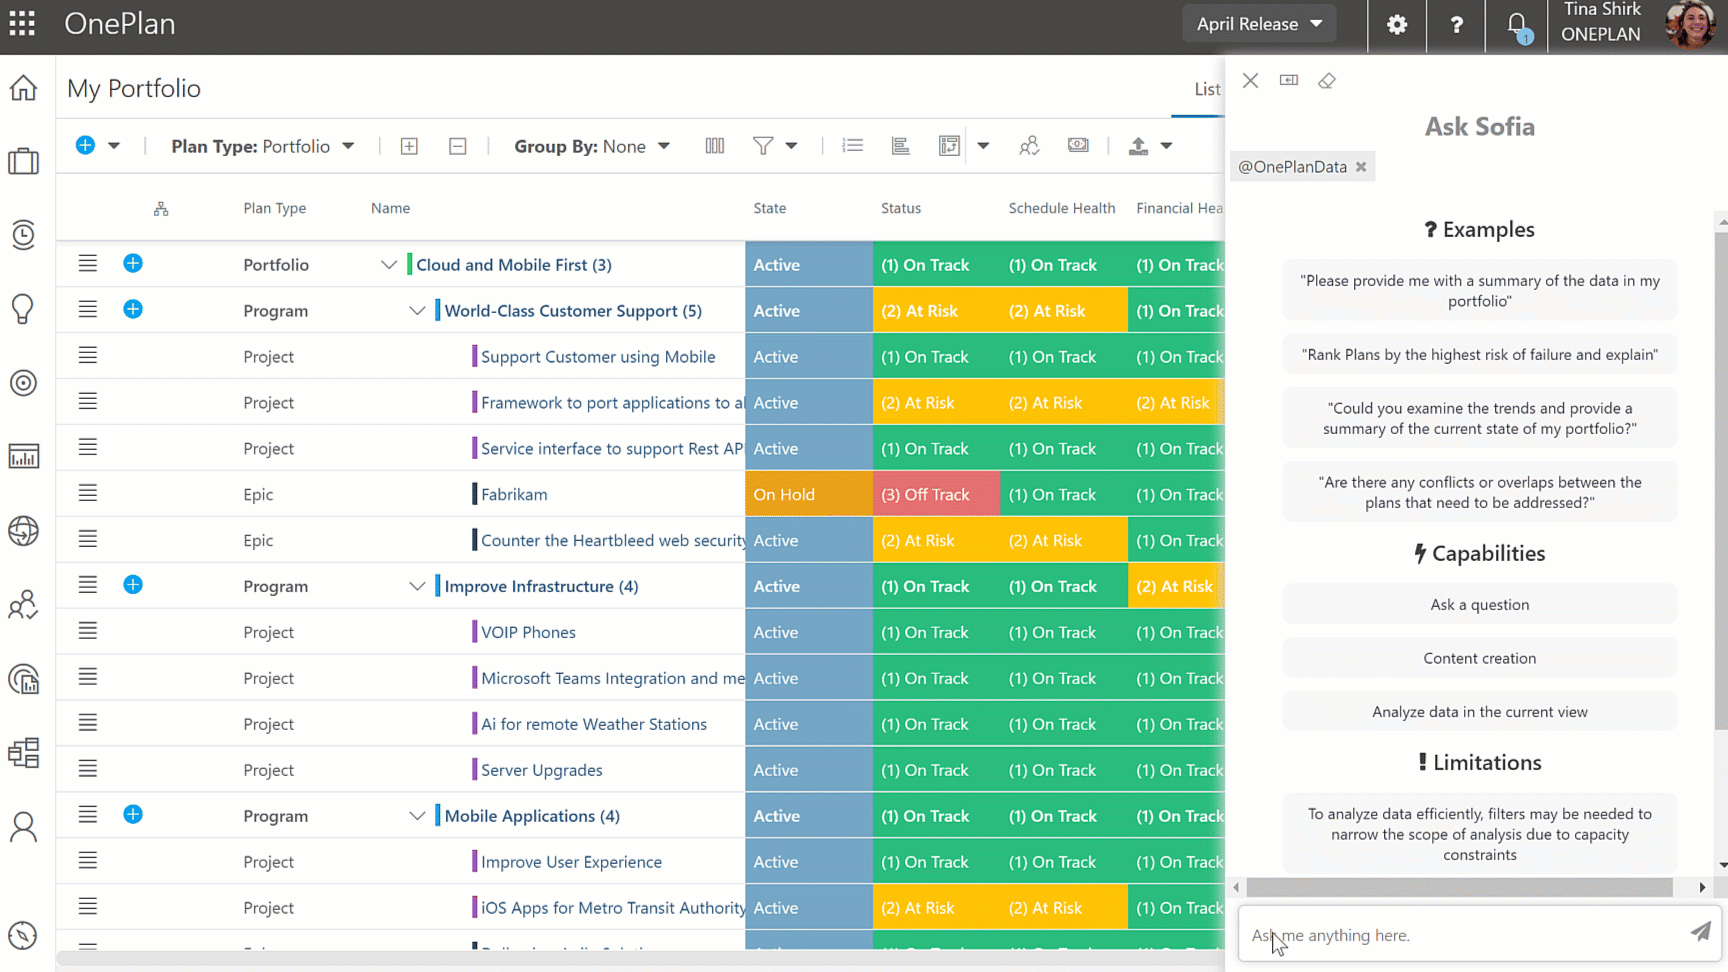 OnePlan
April Release
Tina Shirk
ONEPLAN
1
My Portfolio
List
Plan Type: Portfolio
Group By: None
Plan Type Name State Status Schedule Health Financial Hea
Portfolio Cloud and Mobile First (3) Active (1) On Track (1) On Track (1) On Track
Program World-Class Customer Support (5) Active (2) At Risk (2) At Risk (1) On Track
Project Support Customer using Mobile Active (1) On Track (1) On Track (1) On Track
Project Framework to port applications to al Active (2) At Risk (2) At Risk (2) At Risk
Project Service interface to support Rest API Active (1) On Track (1) On Track (1) On Track
Epic Fabrikam On Hold (3) Off Track (1) On Track (1) On Track
Epic Counter the Heartbleed web security Active (2) At Risk (2) At Risk (1) On Track
Program Improve Infrastructure (4) Active (1) On Track (1) On Track (2) At Risk
Project VOIP Phones Active (1) On Track (1) On Track (1) On Track
Project Microsoft Teams Integration and me Active (1) On Track (1) On Track (1) On Track
Project Ai for remote Weather Stations Active (1) On Track (1) On Track (1) On Track
Project Server Upgrades Active (1) On Track (1) On Track (1) On Track
Program Mobile Applications (4) Active (1) On Track (1) On Track (1) On Track
Project Improve User Experience Active (1) On Track (1) On Track (1) On Track
Project iOS Apps for Metro Transit Authority Active (2) At Risk (2) At Risk (1) On Track
Ask Sofia
@OnePlanData
? Examples
"Please provide me with a summary of the data in my
portfolio"
"Rank Plans by the highest risk of failure and explain"
"Could you examine the trends and provide a
summary of the current state of my portfolio?"
"Are there any conflicts or overlaps between the
plans that need to be addressed?"
Capabilities
Ask a question
Content creation
Analyze data in the current view
! Limitations
To analyze data efficiently, filters may be needed to
narrow the scope of analysis due to capacity
constraints
Ask me anything here.